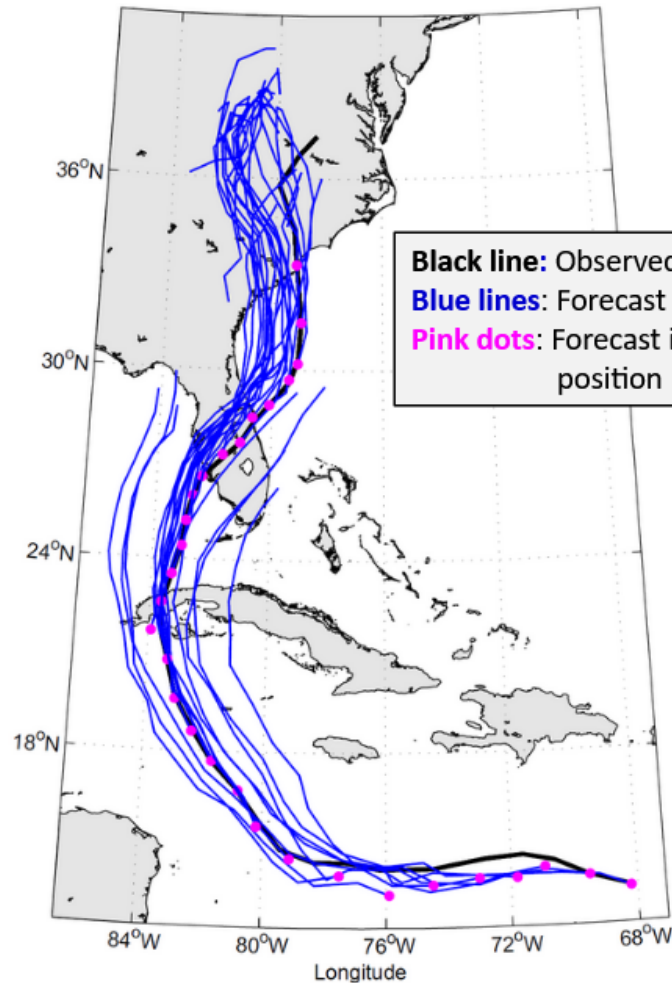 36°N
30°N
24°N
18°N
Black line: Observed
Blue lines: Forecast
Pink dots: Forecast i
position
84°W
80°W
76°W
72°W
68°W
Longitude